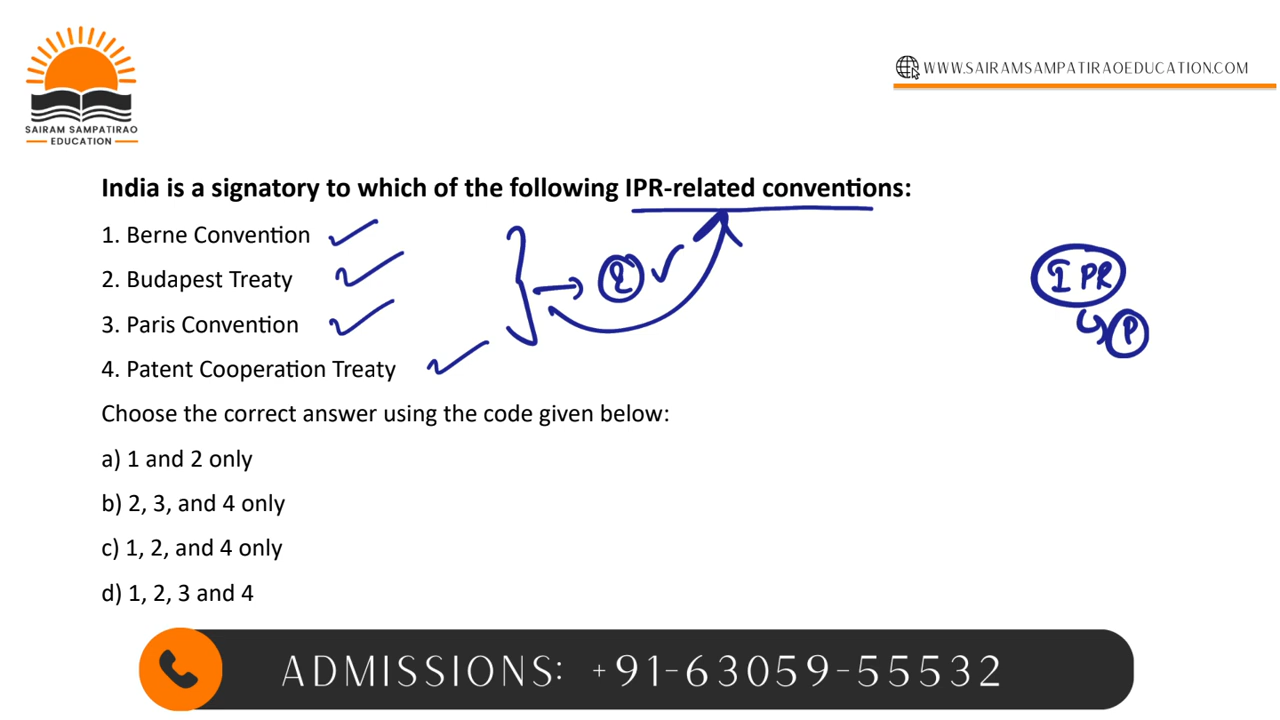 SAIRAM SAMPATIRAO
EDUCATION
WWW.SAIRAMSAMPATIRAOEDUCATION.COM
India is a signatory to which of the following IPR-related conventions:
1. Berne Convention
2. Budapest Treaty
3. Paris Convention
4. Patent Cooperation Treaty
IPR
P
Choose the correct answer using the code given below:
a) 1 and 2 only
b) 2, 3, and 4 only
c) 1, 2, and 4 only
d) 1, 2, 3 and 4
ADMISSIONS: +91-63059-55532